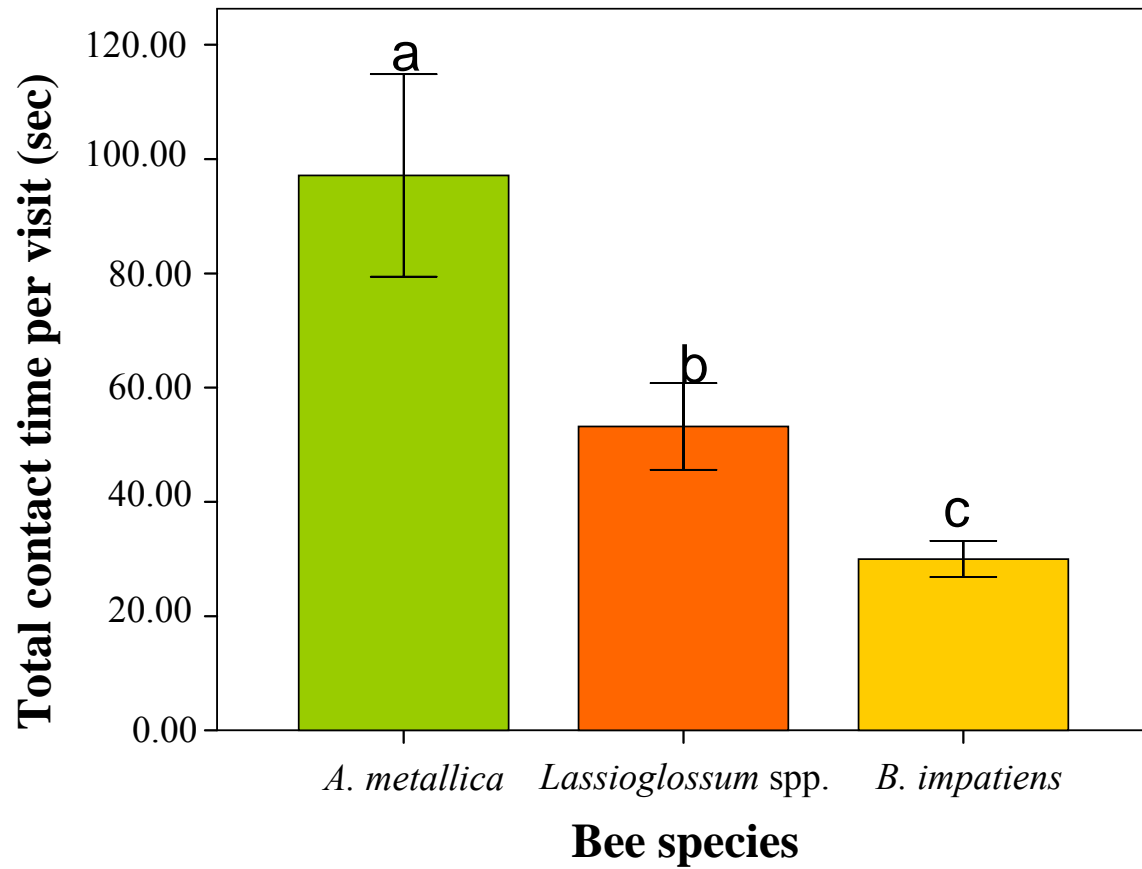 Total contact time per visit (sec)
120.00
100.00
80.00
60.00
40.00
20.00
0.00
a
b
c
A. metallica
Lassioglossum spp.
B. impatiens
Bee species